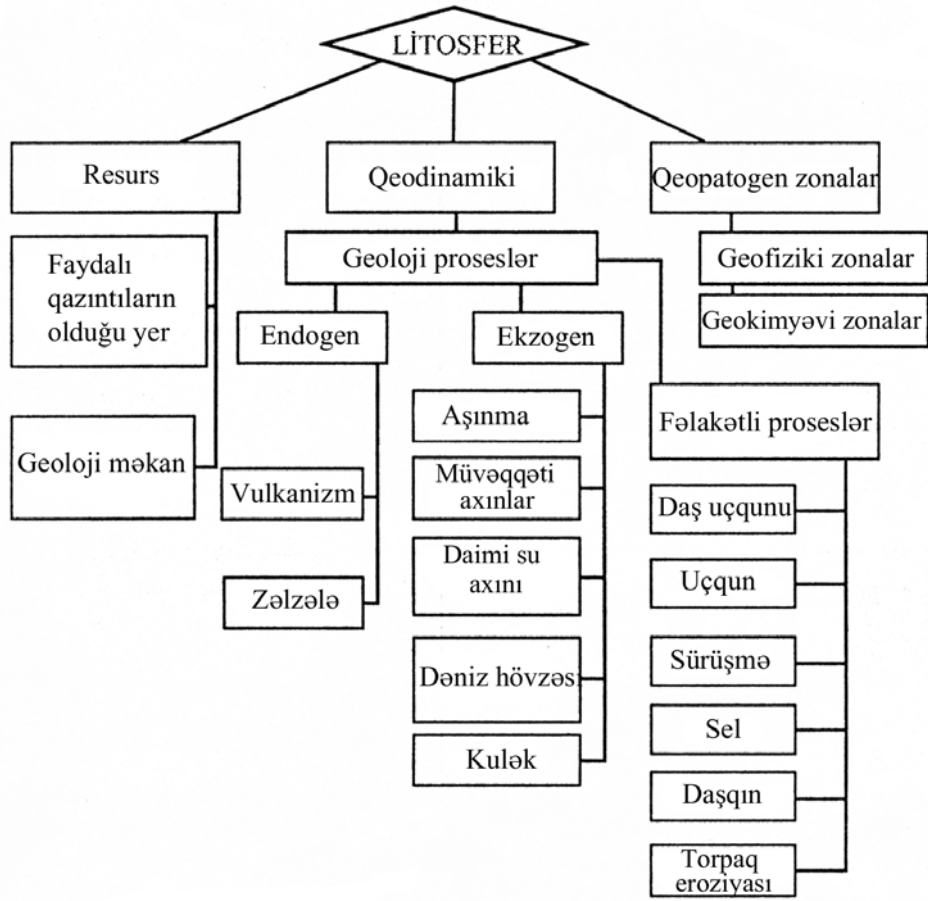 LİTOSFER
Resurs
Qeodinamiki
Qeopatogen zonalar
Faydalı
qazıntıların
olduğu yer
Geoloji məkan
Geoloji proseslər
Endogen
Vulkanizm
Zəlzələ
Ekzogen
Aşınma
Müvəqqəti
axınlar
Daimi su
axını
Dəniz hövzəsi
Kulək
Geofiziki zonalar
Geokimyəvi zonalar
Fəlakətli proseslər
Daş uçqunu
Uçqun
Sürüşmə
Sel
Daşqın
Torpaq
eroziyası